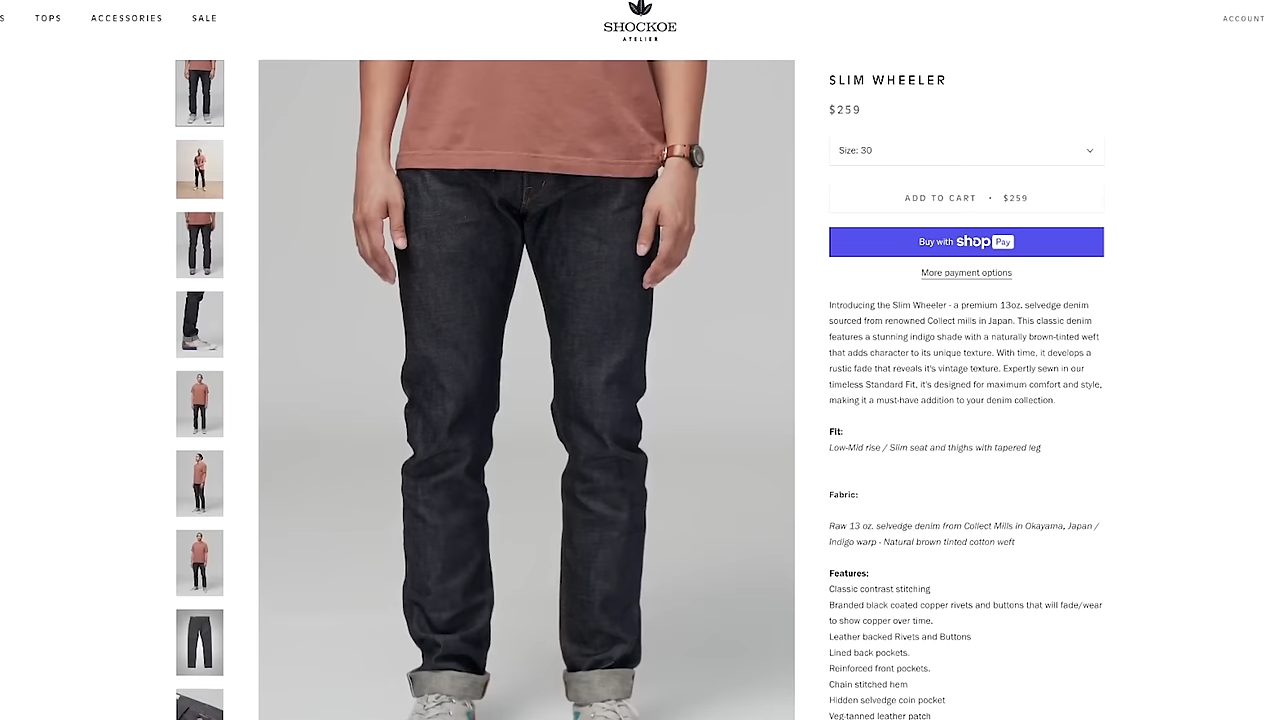 S TOPS ACCESSORIES SALE
SHOCKOE
ATELIER
ACCOUNT
SLIM WHEELER
$259
Size: 30
ADD TO CART • $259
Buy with shop Pay
More payment options
Introducing the Slim Wheeler - a premium 13oz. selvedge denim
sourced from renowned Collect mills in Japan. This classic denim
features a stunning indigo shade with a naturally brown-tinted weft
that adds character to its unique texture. With time, it develops a
rustic fade that reveals it's vintage texture. Expertly sewn in our
timeless Standard Fit, it's designed for maximum comfort and style,
making it a must-have addition to your denim collection.
Fit:
Low-Mid rise / Slim seat and thighs with tapered leg
Fabric:
Raw 13 oz. selvedge denim from Collect Mills in Okayama, Japan /
Indigo warp - Natural brown tinted cotton weft
Features:
Classic contrast stitching
Branded black coated copper rivets and buttons that will fade/wear
to show copper over time.
Leather backed Rivets and Buttons
Lined back pockets.
Reinforced front pockets.
Chain stitched hem
Hidden selvedge coin pocket
Veg-tanned leather patch